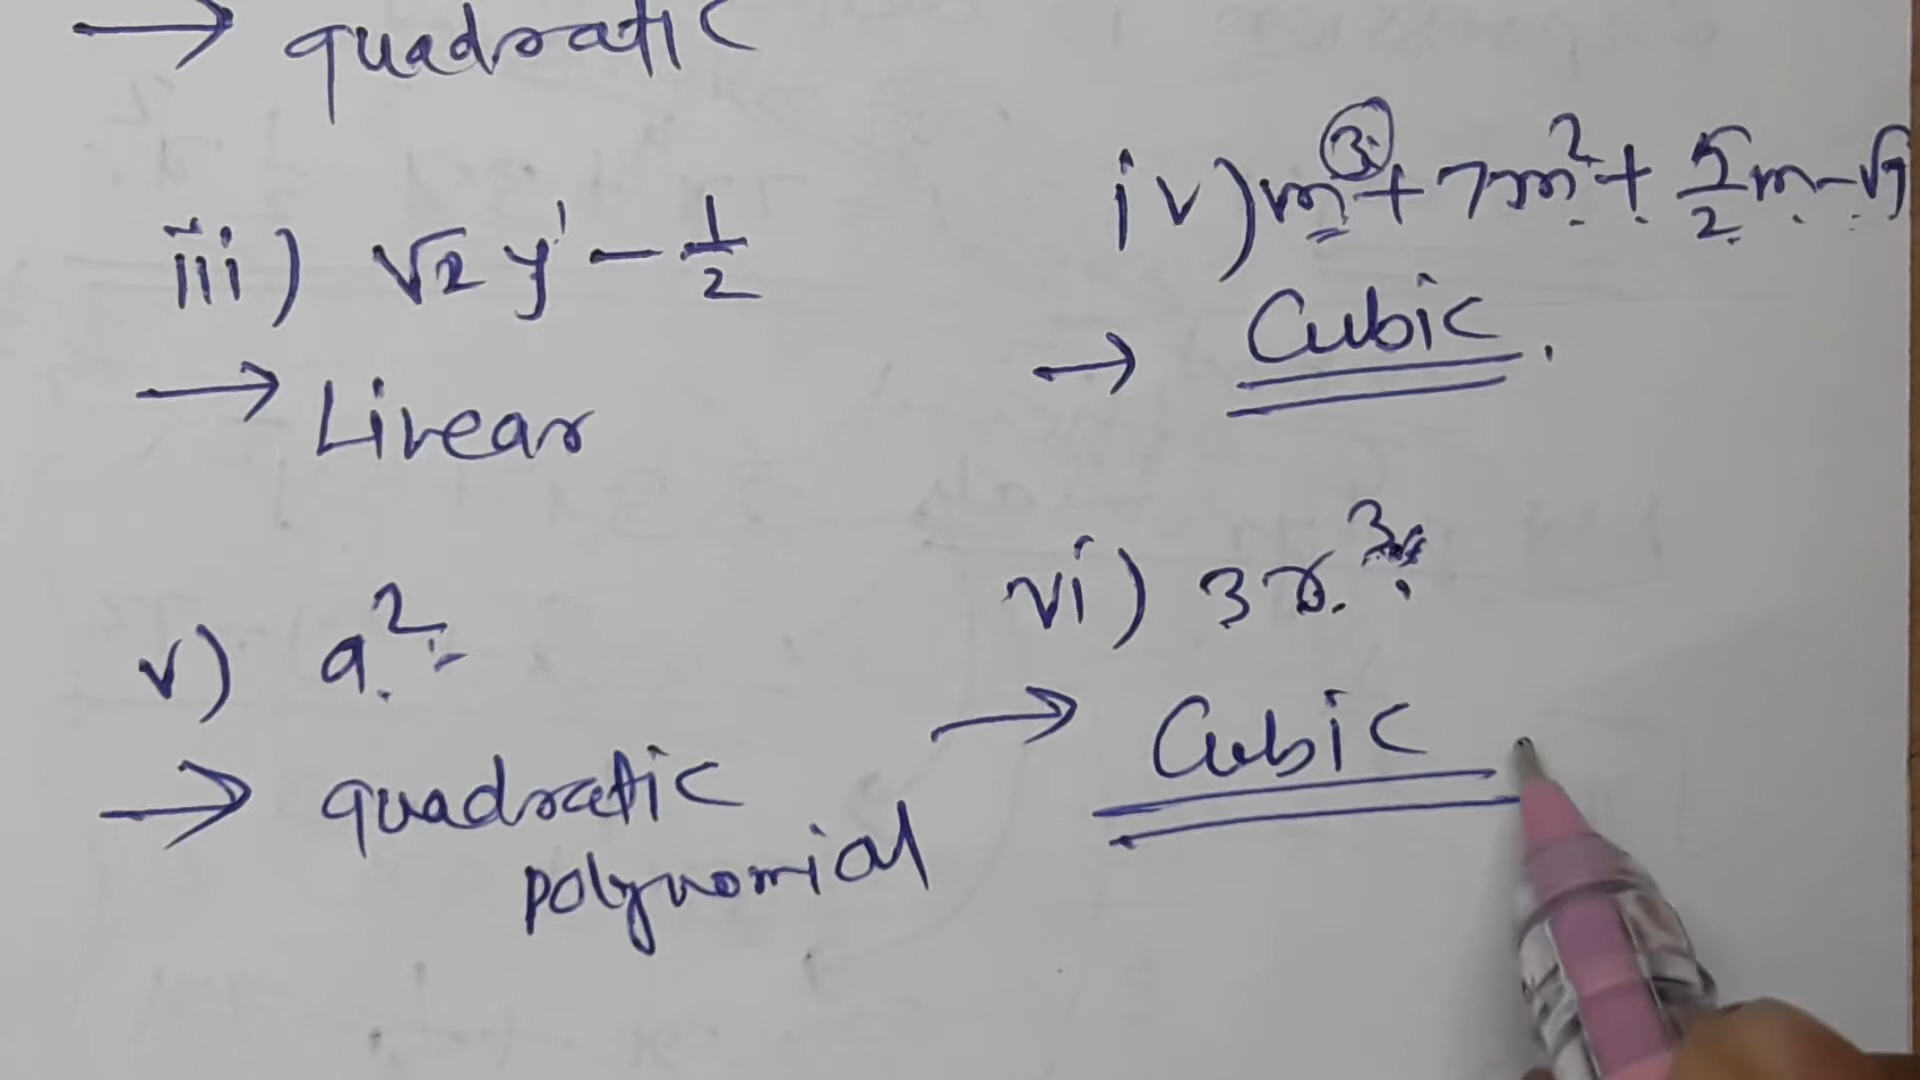 → quadratic
iii) √2 y¹ - 1/2
→ Linear
iv) m³ + 7m² + 5/2 m - √7
→ Cubic.
v) a²
→ quadratic
polynomial
vi) 3r³
→ Cubic